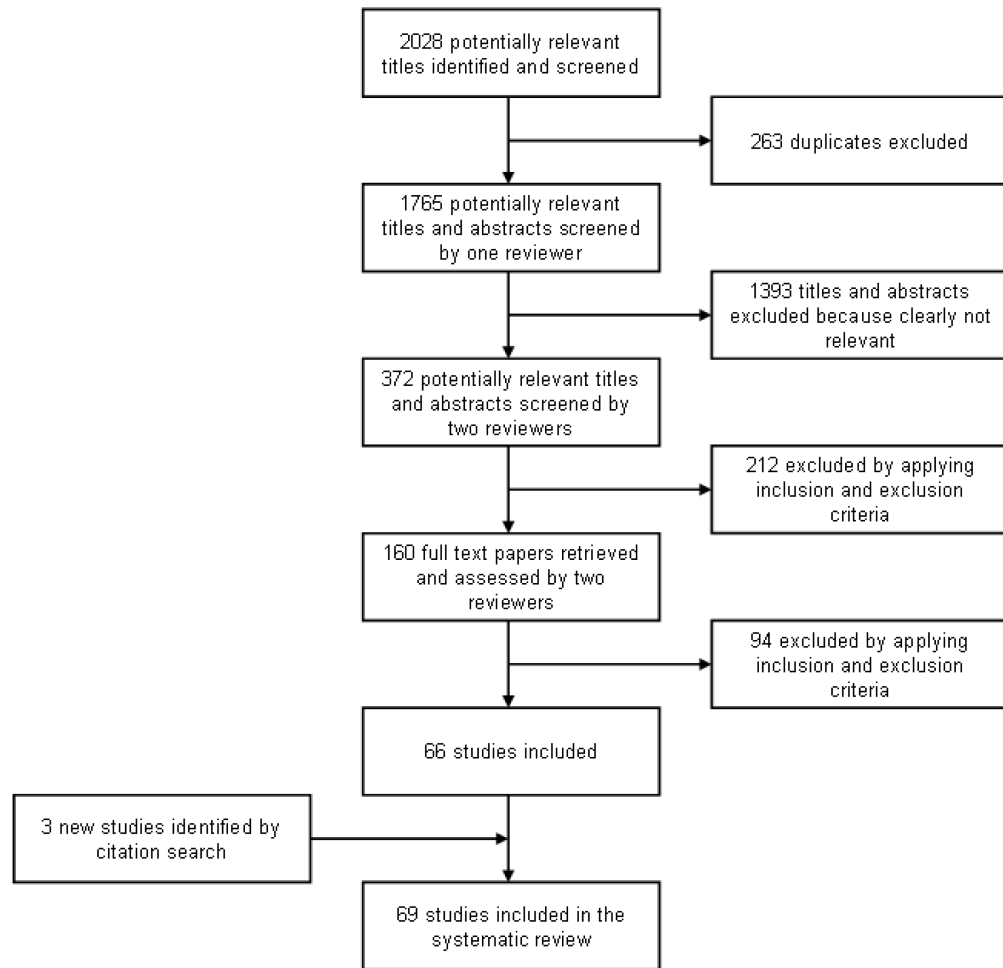 2028 potentially relevant
titles identified and screened
263 duplicates excluded
1765 potentially relevant
titles and abstracts screened
by one reviewer
1393 titles and abstracts
excluded because clearly not
relevant
372 potentially relevant titles
and abstracts screened by
two reviewers
212 excluded by applying
inclusion and exclusion
criteria
160 full text papers retrieved
and assessed by two
reviewers
94 excluded by applying
inclusion and exclusion
criteria
66 studies included
3 new studies identified by
citation search
69 studies included in the
systematic review